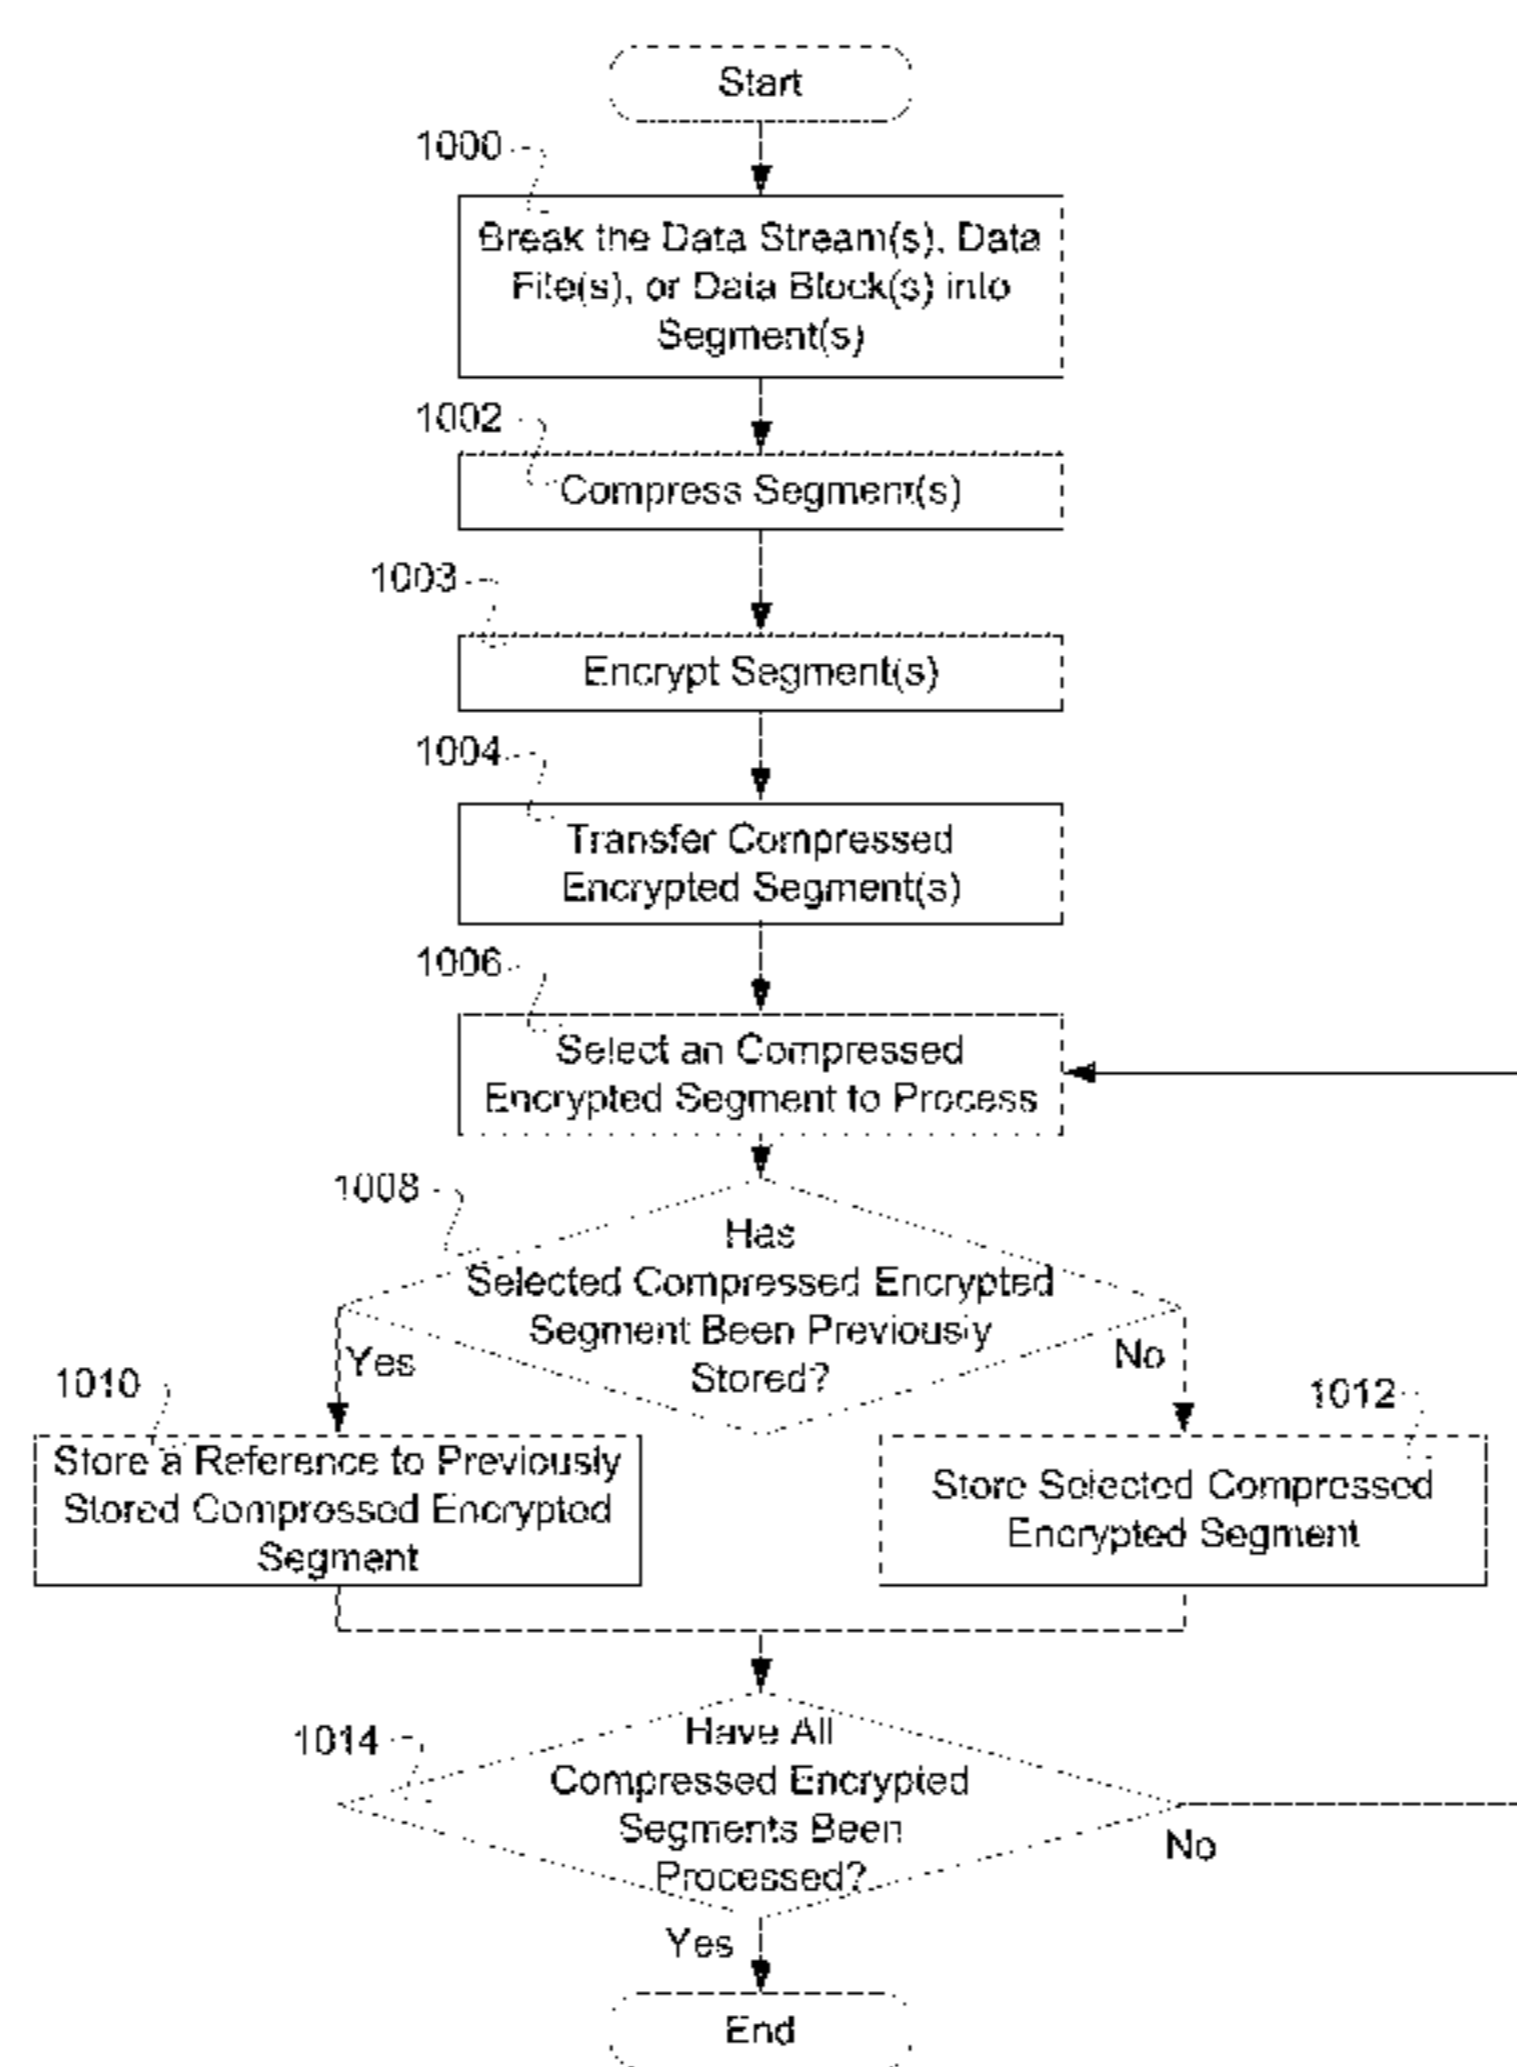 Start
1000
Break the Data Stream(s), Data
File(s), or Data Block(s) into
Segment(s)
1002
Compress Segment(s)
1003
Encrypt Segment(s)
1004
Transfer Compressed
Encrypted Segment(s)
1006
Select an Compressed
Encrypted Segment to Process
1008
Has
Selected Compressed Encrypted
Segment Been Previously
Stored?
Yes
No
1010
1012
Store a Reference to Previously
Stored Compressed Encrypted
Segment
Store Selected Compressed
Encrypted Segment
1014
Have All
Compressed Encrypted
Segments Been
Processed?
No
Yes
End